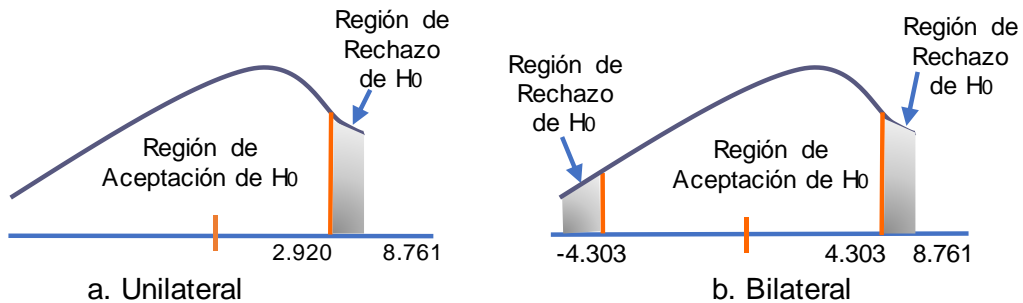 Región de
Rechazo
de H0
Región de
Aceptación de H0
2.920
8.761
a. Unilateral
Región de
Rechazo
de H0
Región de
Rechazo
de H0
Región de
Aceptación de H0
-4.303
4.303
8.761
b. Bilateral